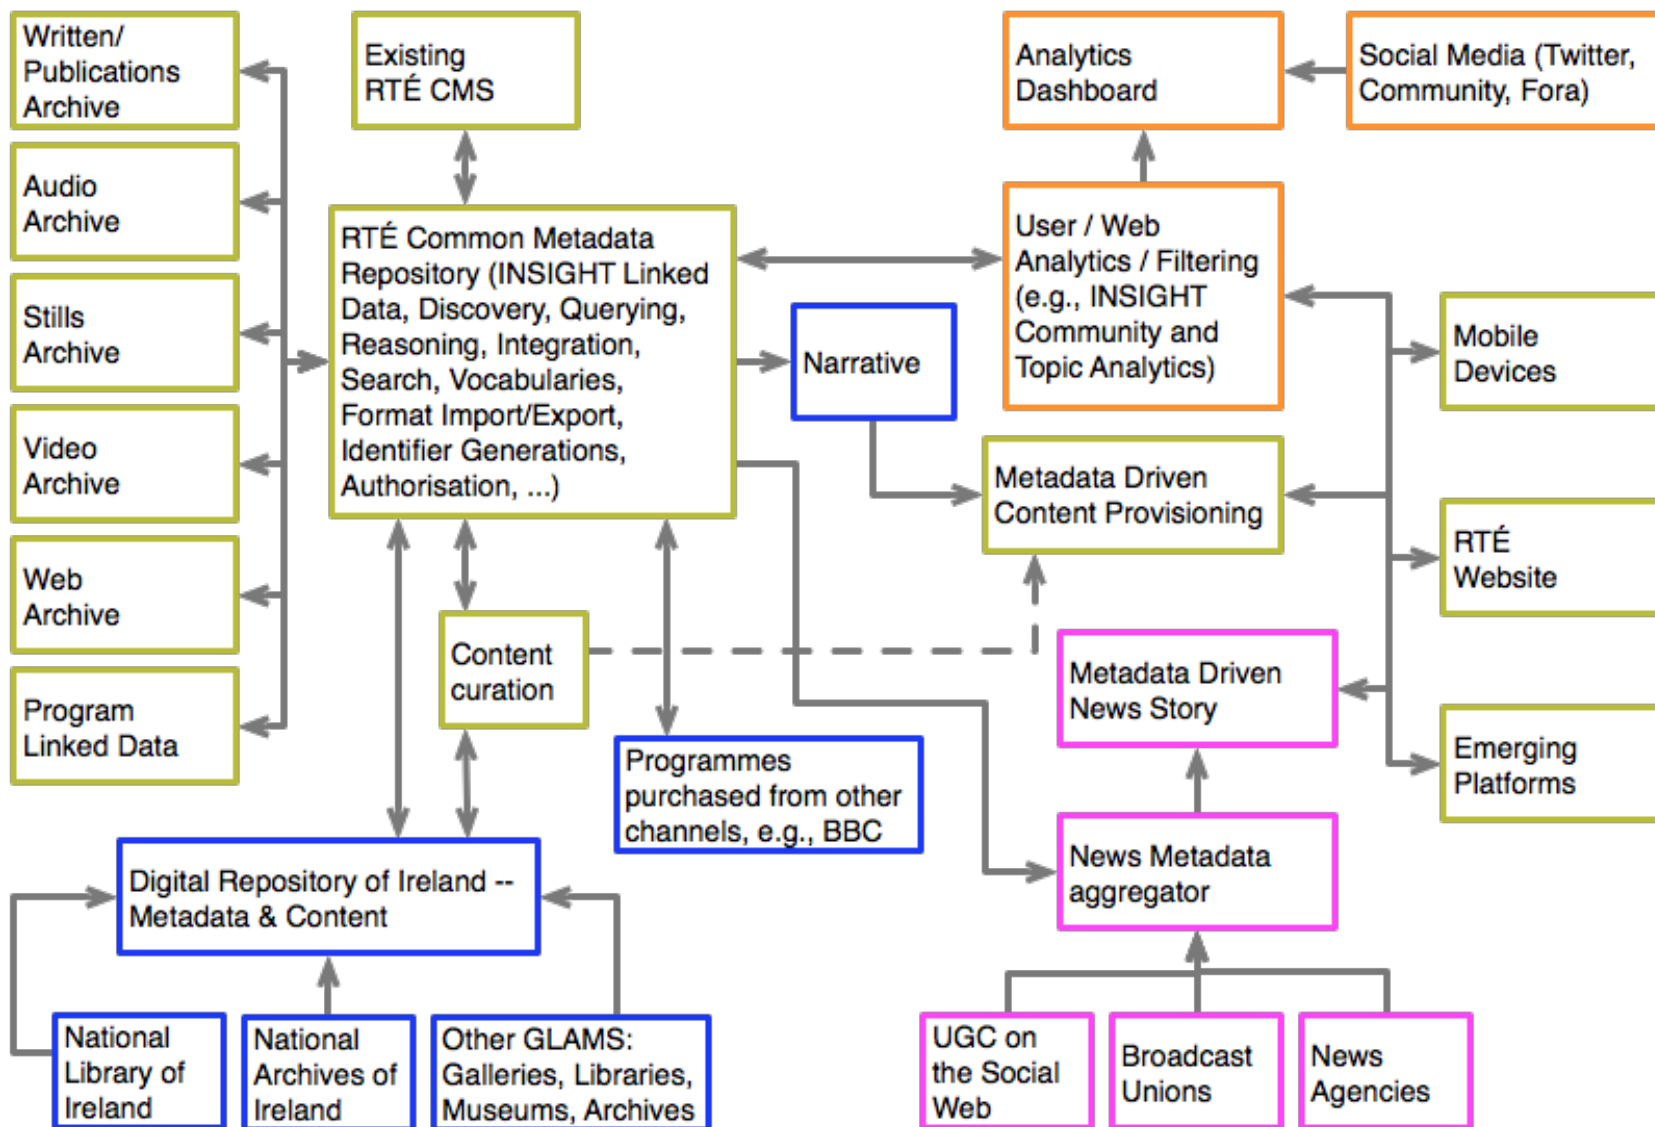 Written/
Publications
Archive
Existing
RTÉ CMS
Analytics
Dashboard
Social Media (Twitter,
Community, Fora)
Audio
Archive
Stills
Archive
Video
Archive
Web
Archive
Program
Linked Data
RTÉ Common Metadata
Repository (INSIGHT Linked
Data, Discovery, Querying,
Reasoning, Integration,
Search, Vocabularies,
Format Import/Export,
Identifier Generations,
Authorisation, ...)
Narrative
User / Web
Analytics / Filtering
(e.g., INSIGHT
Community and
Topic Analytics)
Mobile
Devices
Metadata Driven
Content Provisioning
RTÉ
Website
Content
curation
Metadata Driven
News Story
Emerging
Platforms
Programmes
purchased from other
channels, e.g., BBC
News Metadata
aggregator
Digital Repository of Ireland --
Metadata & Content
National
Library of
Ireland
National
Archives of
Ireland
Other GLAMS:
Galleries, Libraries,
Museums, Archives
UGC on
the Social
Web
Broadcast
Unions
News
Agencies